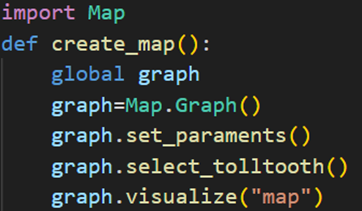 import Map
def create_map():
    global graph
    graph=Map.Graph()
    graph.set_paraments()
    graph.select_tolltooth()
    graph.visualize("map")